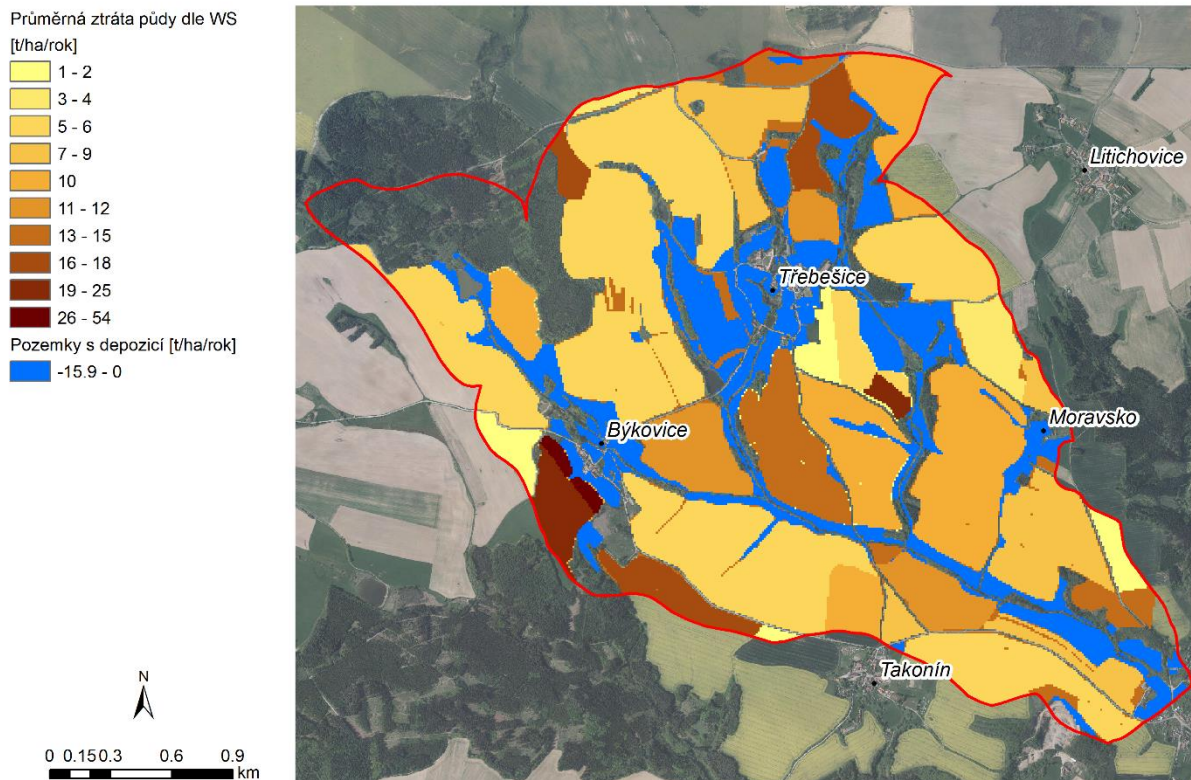 Průměrná ztráta půdy dle WS
[t/ha/rok]
1 - 2
3 - 4
5 - 6
7 - 9
10
11 - 12
13 - 15
16 - 18
19 - 25
26 - 54
Pozemky s depozicí [t/ha/rok]
-15.9 - 0
Litichovice
Třebešice
Moravsko
Býkovice
Takonín
N
0 0.15 0.3 0.6 0.9
km